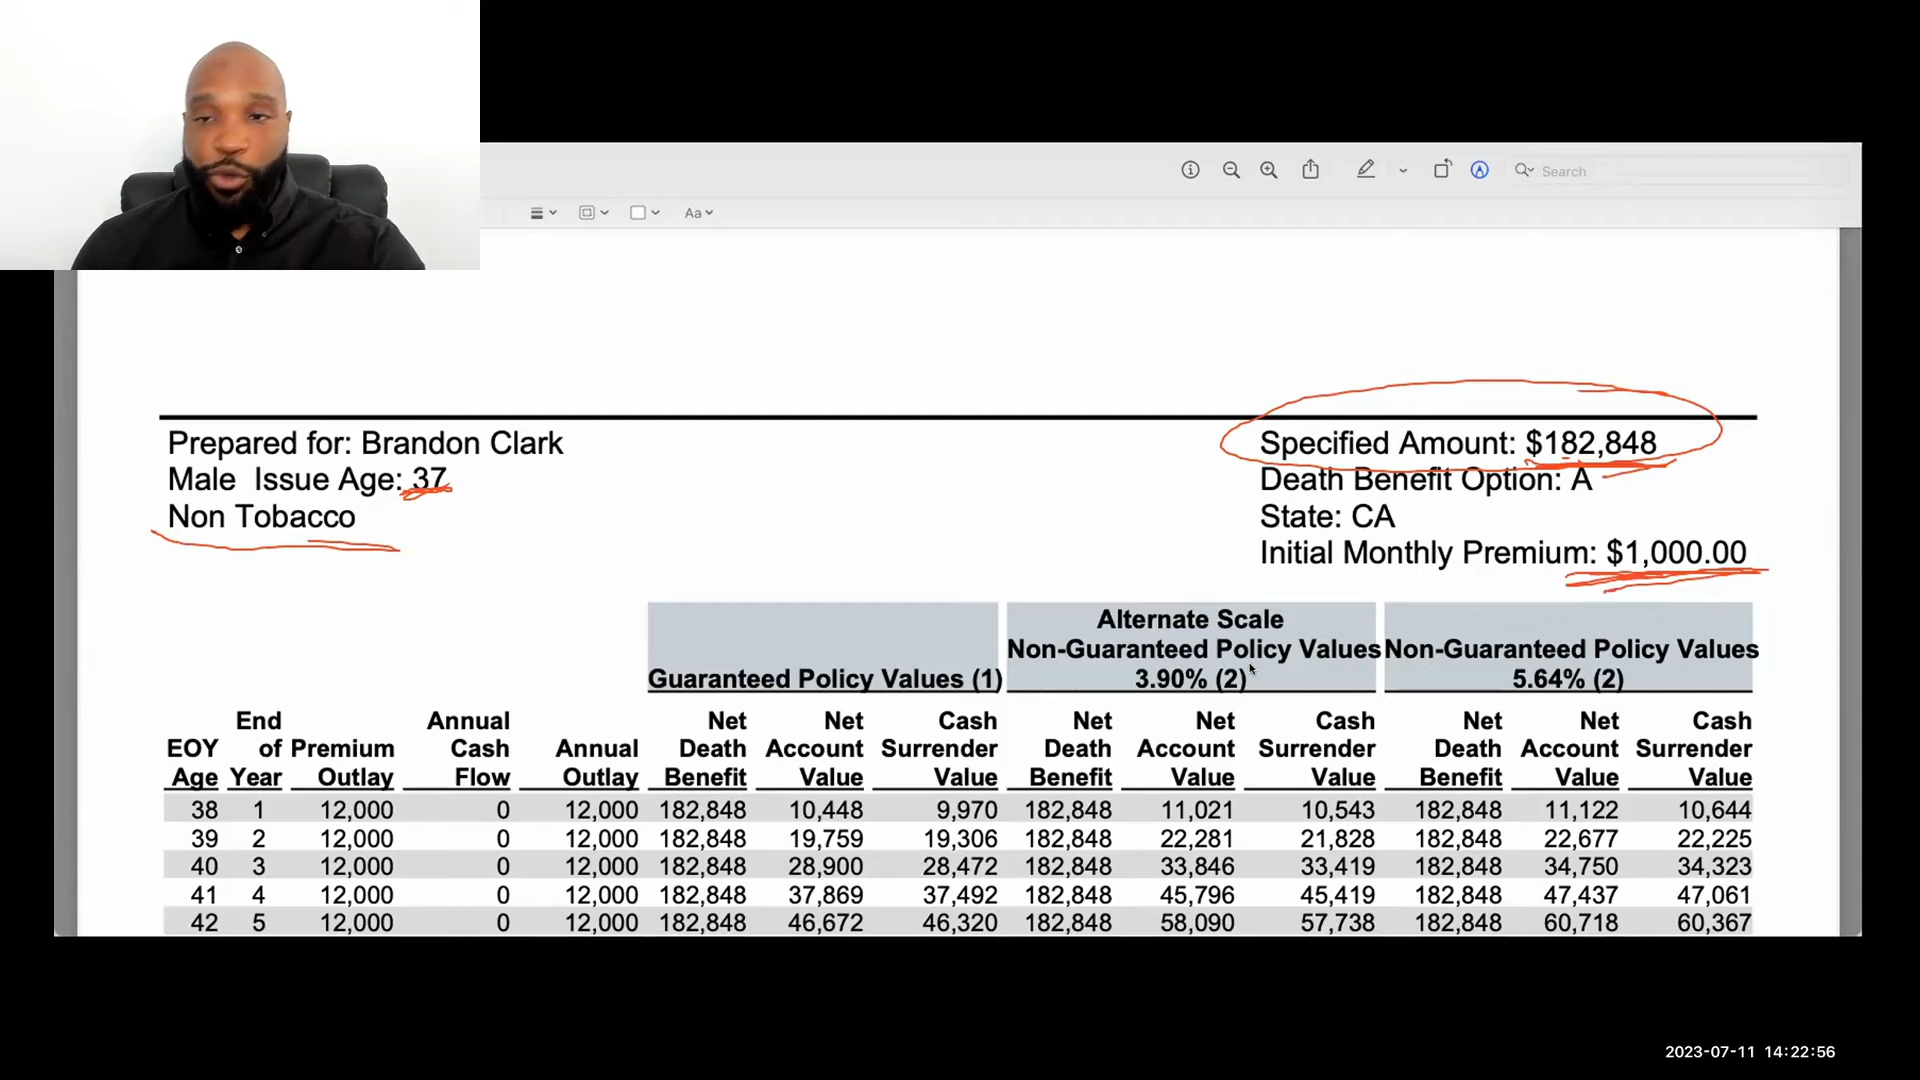 Search
Aa
Prepared for: Brandon Clark
Male Issue Age: 37
Non Tobacco
Specified Amount: $182,848
Death Benefit Option: A
State: CA
Initial Monthly Premium: $1,000.00
Guaranteed Policy Values (1)
Alternate Scale
Non-Guaranteed Policy Values
3.90% (2)
Non-Guaranteed Policy Values
5.64% (2)
EOY Age End of Year Premium Outlay Annual Cash Flow Annual Outlay Net Death Benefit Net Account Value Cash Surrender Value Net Death Benefit Net Account Value Cash Surrender Value Net Death Benefit Net Account Value Cash Surrender Value
38 1 12,000 0 12,000 182,848 10,448 9,970 182,848 11,021 10,543 182,848 11,122 10,644
39 2 12,000 0 12,000 182,848 19,759 19,306 182,848 22,281 21,828 182,848 22,677 22,225
40 3 12,000 0 12,000 182,848 28,900 28,472 182,848 33,846 33,419 182,848 34,750 34,323
41 4 12,000 0 12,000 182,848 37,869 37,492 182,848 45,796 45,419 182,848 47,437 47,061
42 5 12,000 0 12,000 182,848 46,672 46,320 182,848 58,090 57,738 182,848 60,718 60,367
2023-07-11 14:22:56